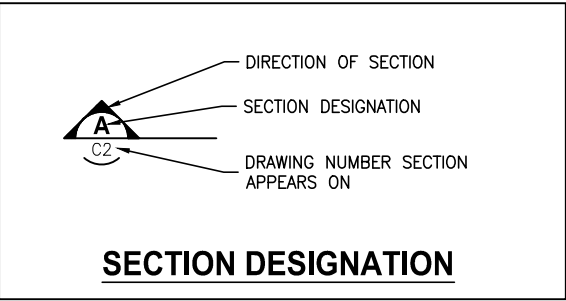 DIRECTION OF SECTION
SECTION DESIGNATION
A
C2
DRAWING NUMBER SECTION
APPEARS ON
SECTION DESIGNATION